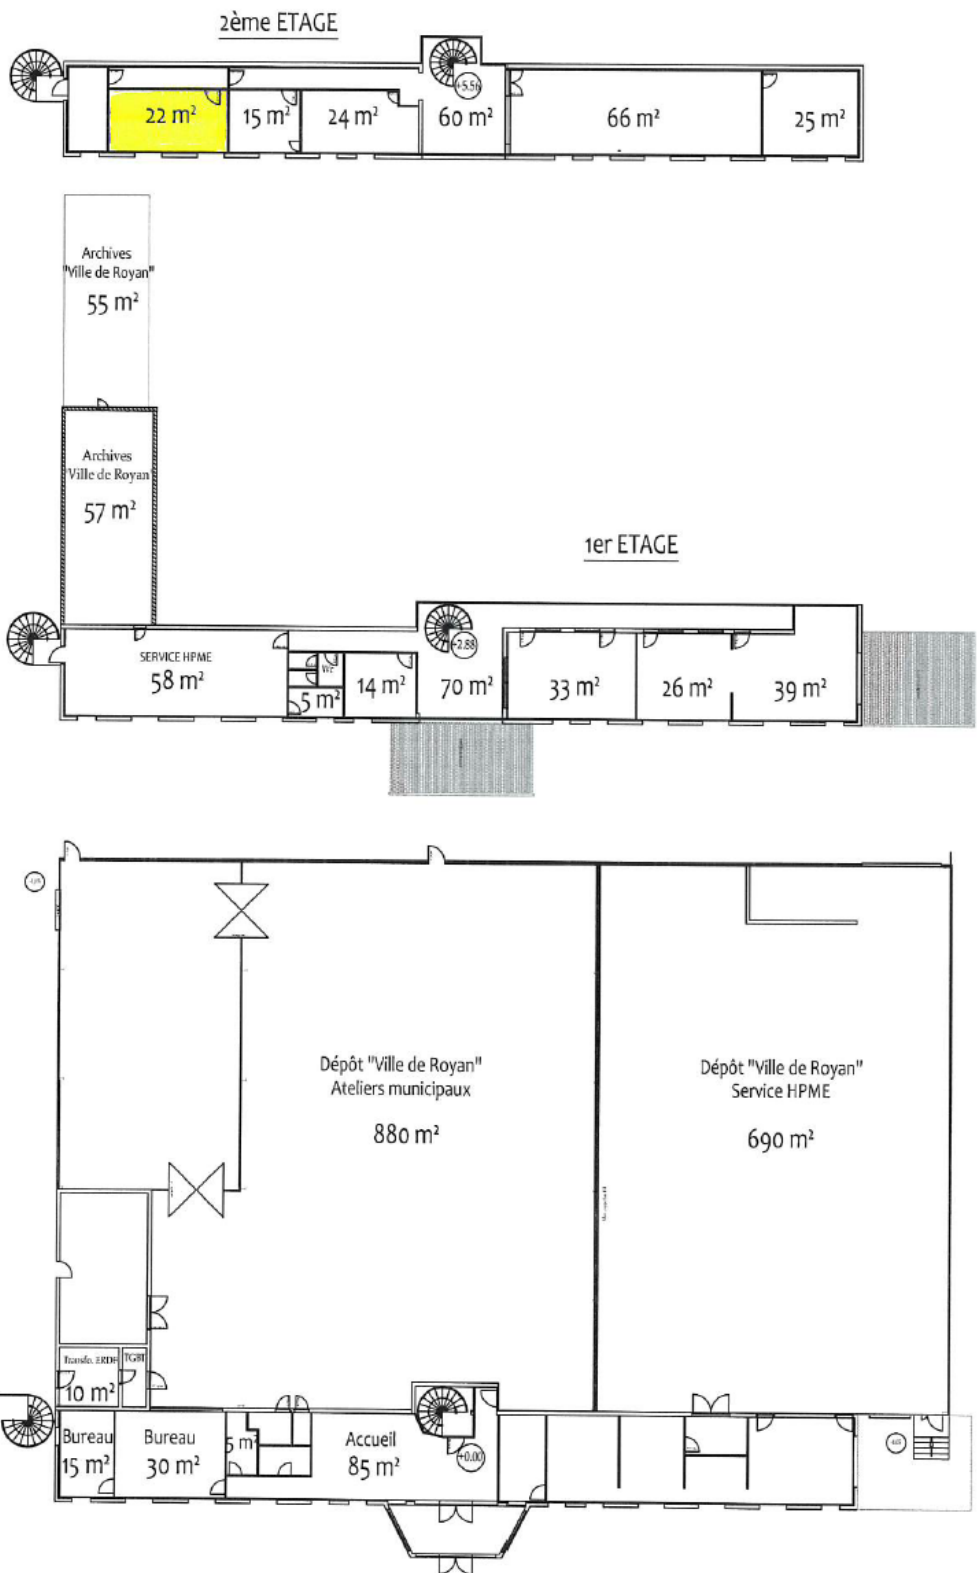 2ème ETAGE
+5.56
22 m²
15 m²
24 m²
60 m²
66 m²
25 m²
Archives
"Ville de Royan"
55 m²
Archives
"Ville de Royan"
57 m²
1er ETAGE
+2.88
SERVICE HPME
58 m²
WC
5 m²
14 m²
70 m²
33 m²
26 m²
39 m²
Dépôt "Ville de Royan"
Ateliers municipaux
880 m²
Dépôt "Ville de Royan"
Service HPME
690 m²
Transfo. ERDF
TGBT
10 m²
Bureau
15 m²
Bureau
30 m²
5 m²
Accueil
85 m²
+0.00